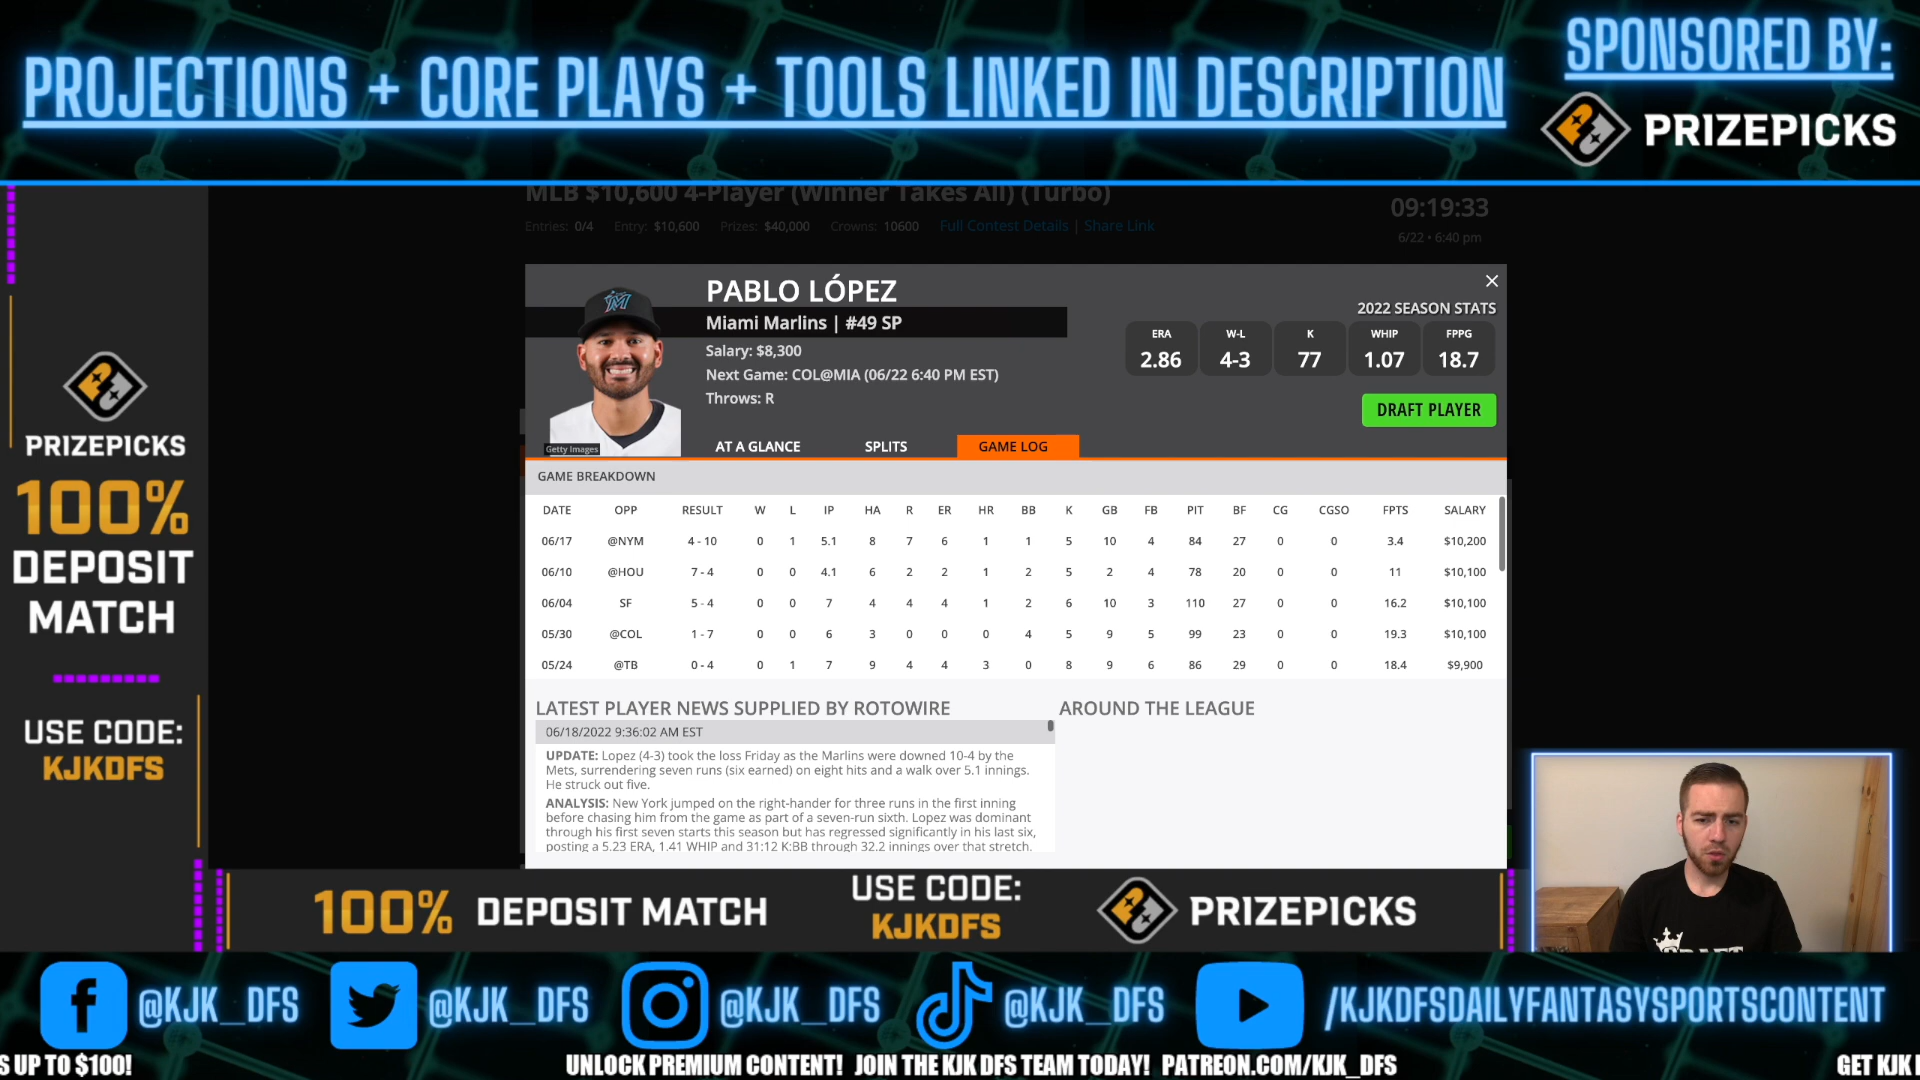 PROJECTIONS + CORE PLAYS + TOOLS LINKED IN DESCRIPTION
SPONSORED BY:
PRIZEPICKS
MLB $10,600 4-Player (Winner Takes All) (Turbo)
09:19:33
Entries: 0/4 Entry: $10,600 Prizes: $40,000 Crowns: 10600 Full Contest Details | Share Link
6/22 • 6:40 pm
PABLO LÓPEZ
Miami Marlins | #49 SP
Salary: $8,300
Next Game: COL@MIA (06/22 6:40 PM EST)
Throws: R
2022 SEASON STATS
ERA W-L K WHIP FPPG
2.86 4-3 77 1.07 18.7
DRAFT PLAYER
Getty Images
AT A GLANCE SPLITS GAME LOG
GAME BREAKDOWN
DATE OPP RESULT W L IP HA R ER HR BB K GB FB PIT BF CG CGSO FPTS SALARY
06/17 @NYM 4 - 10 0 1 5.1 8 7 6 1 1 5 10 4 84 27 0 0 3.4 $10,200
06/10 @HOU 7 - 4 0 0 4.1 6 2 2 1 2 5 2 4 78 20 0 0 11 $10,100
06/04 SF 5 - 4 0 0 7 4 4 4 1 2 6 10 3 110 27 0 0 16.2 $10,100
05/30 @COL 1 - 7 0 0 6 3 0 0 0 4 5 9 5 99 23 0 0 19.3 $10,100
05/24 @TB 0 - 4 0 1 7 9 4 4 3 0 8 9 6 86 29 0 0 18.4 $9,900
LATEST PLAYER NEWS SUPPLIED BY ROTOWIRE
06/18/2022 9:36:02 AM EST
UPDATE: Lopez (4-3) took the loss Friday as the Marlins were downed 10-4 by the
Mets, surrendering seven runs (six earned) on eight hits and a walk over 5.1 innings.
He struck out five.
ANALYSIS: New York jumped on the right-hander for three runs in the first inning
before chasing him from the game as part of a seven-run sixth. Lopez was dominant
through his first seven starts this season but has regressed significantly in his last six,
posting a 5.23 ERA, 1.41 WHIP and 31:12 K:BB through 32.2 innings over that stretch.
AROUND THE LEAGUE
PRIZEPICKS
100%
DEPOSIT
MATCH
USE CODE:
KJKDFS
100% DEPOSIT MATCH
USE CODE:
KJKDFS
PRIZEPICKS
@KJK_DFS
@KJK_DFS
@KJK_DFS
@KJK_DFS
/KJKDFSDAILYFANTASYSPORTSCONTENT
S UP TO $100!
UNLOCK PREMIUM CONTENT! JOIN THE KJK DFS TEAM TODAY! PATREON.COM/KJK_DFS
GET KJK